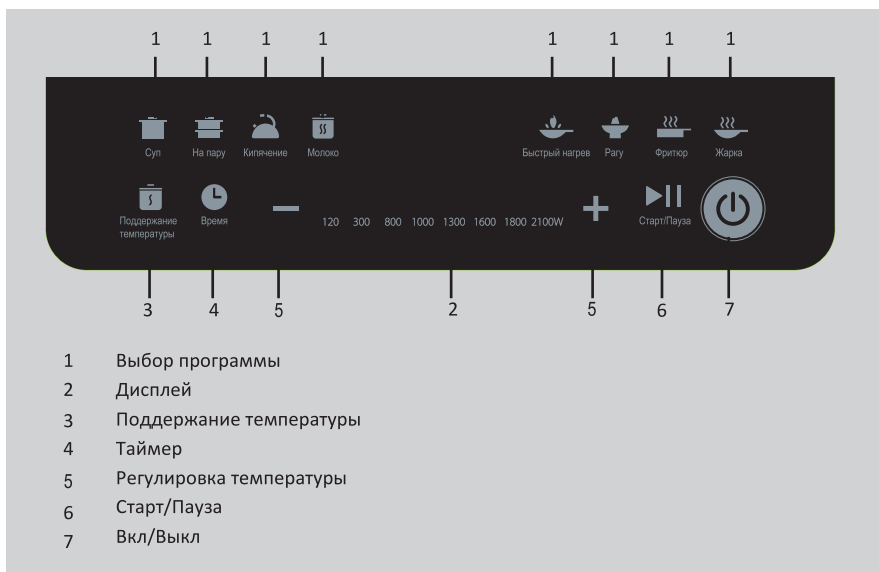 1 1 1 1 1 1 1 1
Суп На пару Кипячение Молоко Быстрый нагрев Рагу Фритюр Жарка
Поддержание температуры
Время
120 300 800 1000 1300 1600 1800 2100W
Старт/Пауза
3 4 5 2 5 6 7
1 Выбор программы
2 Дисплей
3 Поддержание температуры
4 Таймер
5 Регулировка температуры
6 Старт/Пауза
7 Вкл/Выкл